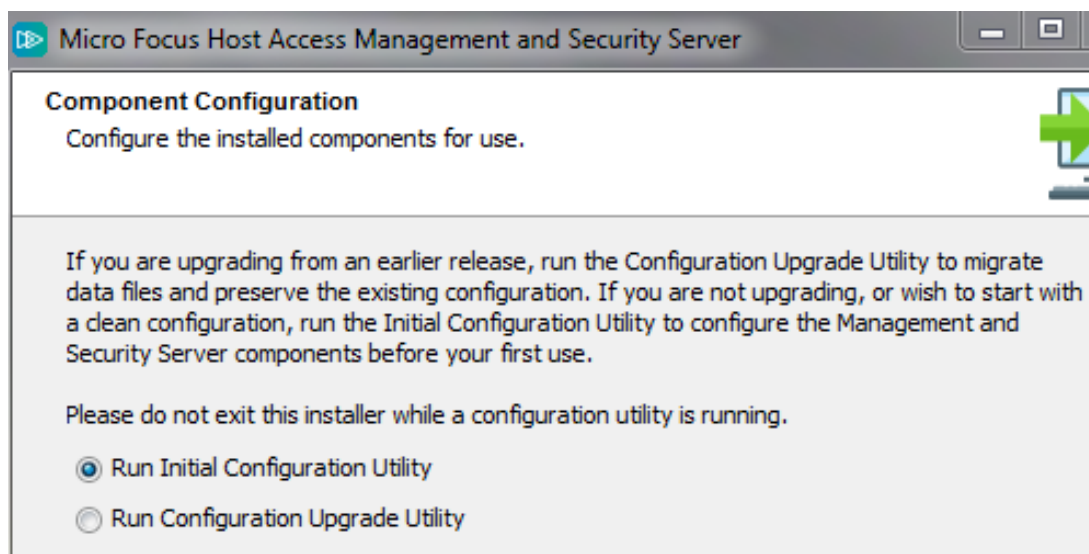 Micro Focus Host Access Management and Security Server
Component Configuration
Configure the installed components for use.
If you are upgrading from an earlier release, run the Configuration Upgrade Utility to migrate
data files and preserve the existing configuration. If you are not upgrading, or wish to start with
a clean configuration, run the Initial Configuration Utility to configure the Management and
Security Server components before your first use.
Please do not exit this installer while a configuration utility is running.
Run Initial Configuration Utility
Run Configuration Upgrade Utility